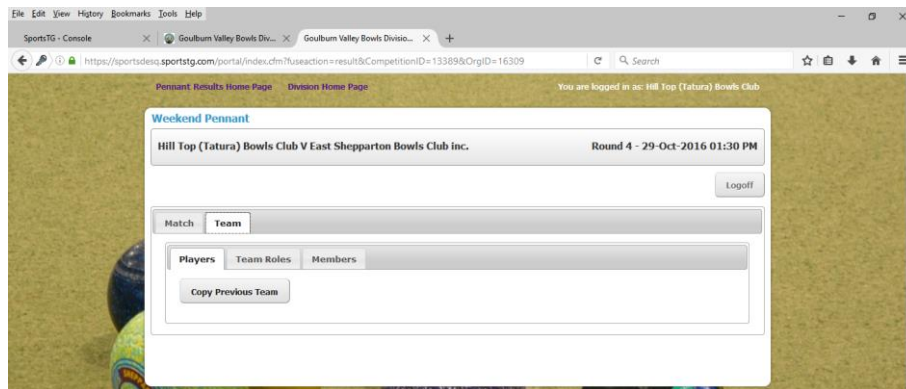 File Edit View History Bookmarks Tools Help
SportsTG - Console Goulburn Valley Bowls Div... Goulburn Valley Bowls Divisio...
https://sportsdesq.sportstg.com/portal/index.cfm?fuseaction=result&CompetitionID=13389&OrgID=16309 Search
Pennant Results Home Page Division Home Page You are logged in as: Hill Top (Tatura) Bowls Club
Weekend Pennant
Hill Top (Tatura) Bowls Club V East Shepparton Bowls Club inc. Round 4 - 29-Oct-2016 01:30 PM
Logoff
Match Team
Players Team Roles Members
Copy Previous Team